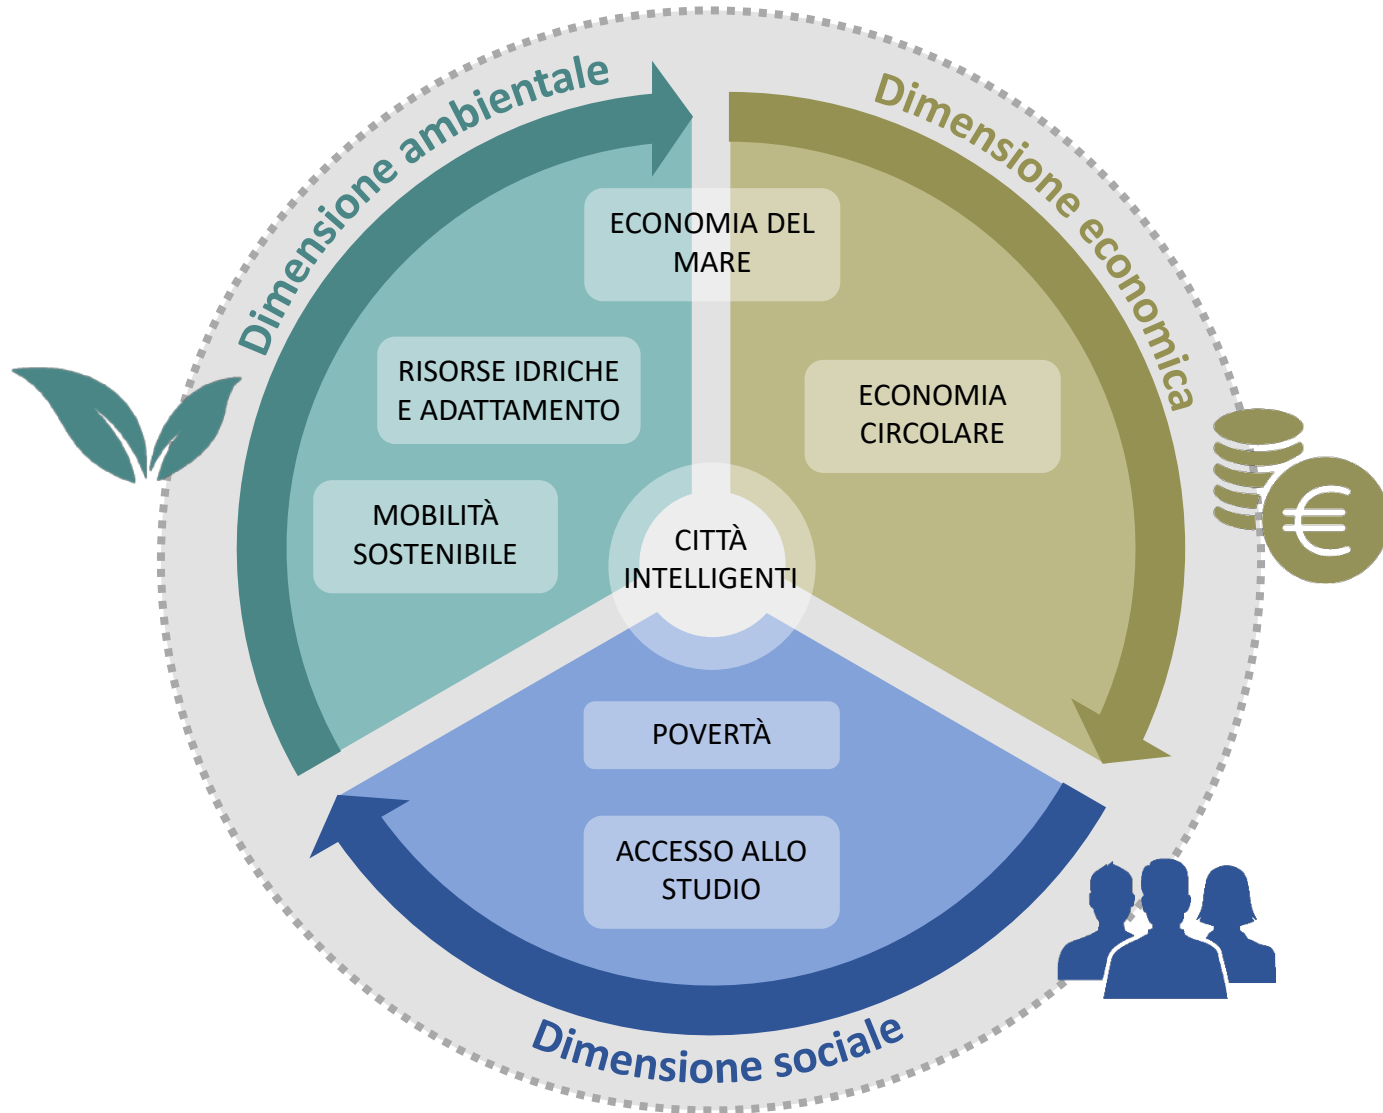 Dimensione ambientale
Dimensione economica
ECONOMIA DEL
MARE
RISORSE IDRICHE
E ADATTAMENTO
ECONOMIA
CIRCOLARE
MOBILITÀ
SOSTENIBILE
CITTÀ
INTELLIGENTI
POVERTÀ
ACCESSO ALLO
STUDIO
Dimensione sociale